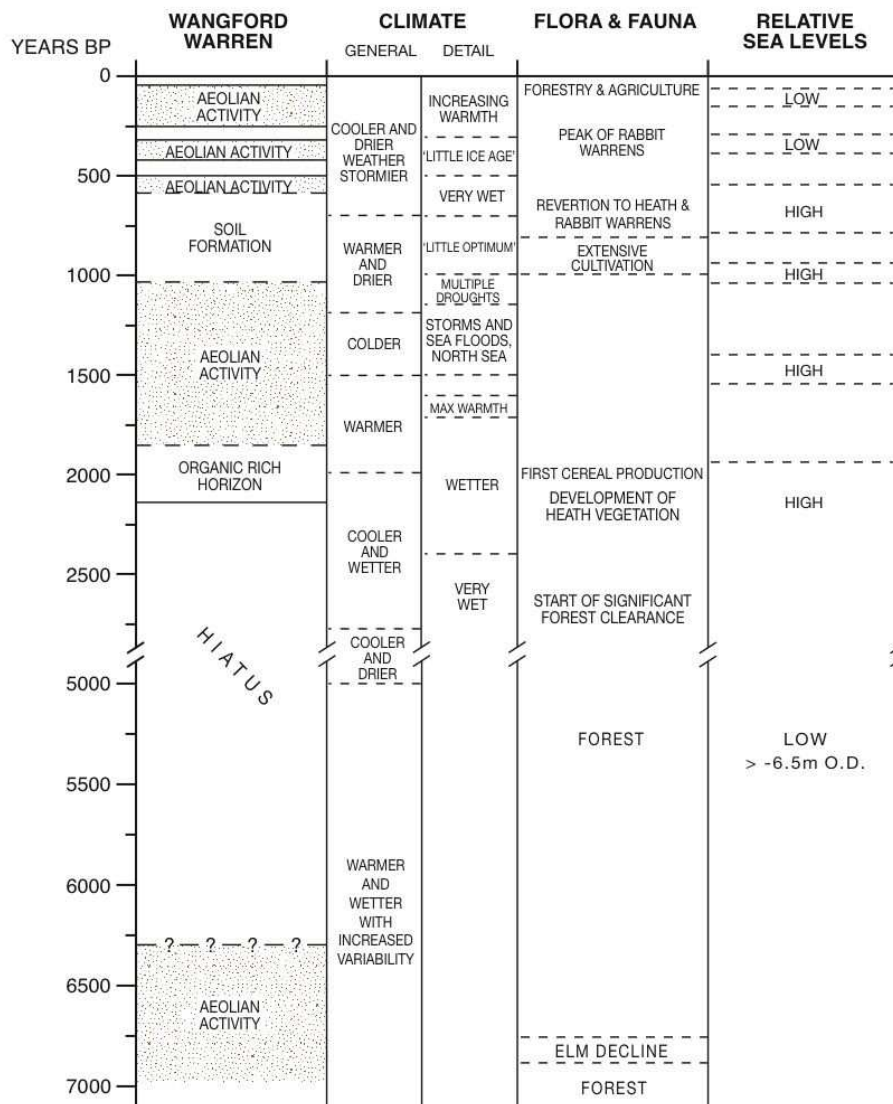 WANGFORD
WARREN
CLIMATE
FLORA & FAUNA
RELATIVE
SEA LEVELS
YEARS BP
GENERAL
DETAIL
0
500
1000
1500
2000
2500
5000
5500
6000
6500
7000
AEOLIAN
ACTIVITY
AEOLIAN ACTIVITY
AEOLIAN ACTIVITY
SOIL
FORMATION
AEOLIAN
ACTIVITY
ORGANIC RICH
HORIZON
HIATUS
? ? ? ?
AEOLIAN
ACTIVITY
COOLER AND
DRIER
WEATHER
STORMIER
WARMER
AND
DRIER
COLDER
WARMER
COOLER
AND
WETTER
COOLER
AND
DRIER
WARMER
AND
WETTER
WITH
INCREASED
VARIABILITY
INCREASING
WARMTH
'LITTLE ICE AGE'
VERY WET
'LITTLE OPTIMUM'
MULTIPLE
DROUGHTS
STORMS AND
SEA FLOODS,
NORTH SEA
MAX WARMTH
WETTER
VERY
WET
FORESTRY & AGRICULTURE
PEAK OF RABBIT
WARRENS
REVERTION TO HEATH &
RABBIT WARRENS
EXTENSIVE
CULTIVATION
FIRST CEREAL PRODUCTION
DEVELOPMENT OF
HEATH VEGETATION
START OF SIGNIFICANT
FOREST CLEARANCE
FOREST
ELM DECLINE
FOREST
LOW
LOW
HIGH
HIGH
HIGH
HIGH
LOW
> -6.5m O.D.